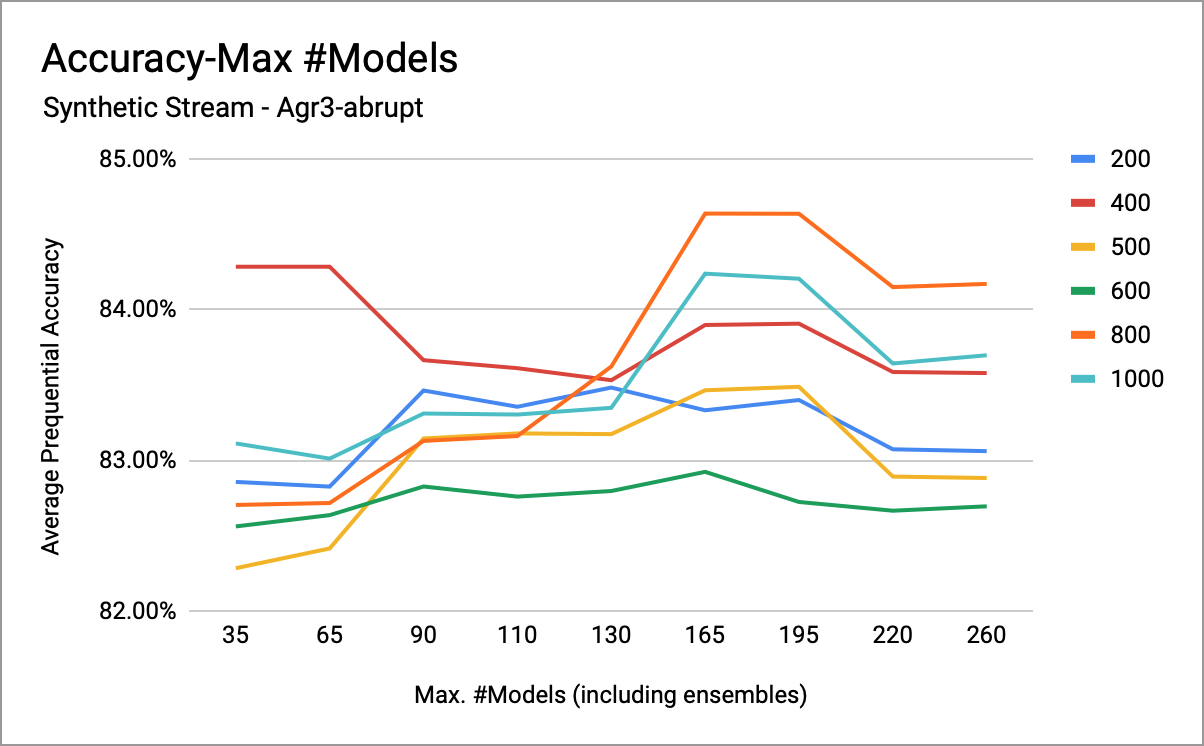 Accuracy-Max #Models
Synthetic Stream - Agr3-abrupt
Average Prequential Accuracy
85.00%
84.00%
83.00%
82.00%
35 65 90 110 130 165 195 220 260
Max. #Models (including ensembles)
200
400
500
600
800
1000